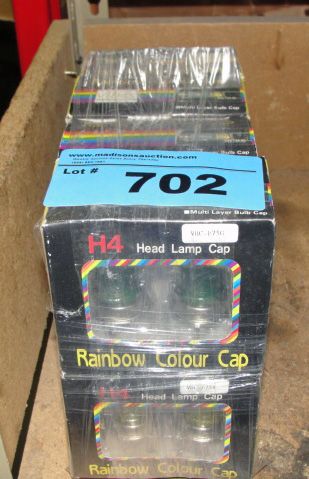 Multi Layer Bulb Cap
www.madisonsauction.com
Lot #
702
Multi Layer Bulb Cap
H4
Head Lamp Cap
Rainbow Colour Cap
H4
Head Lamp Cap
Rainbow Colour Cap